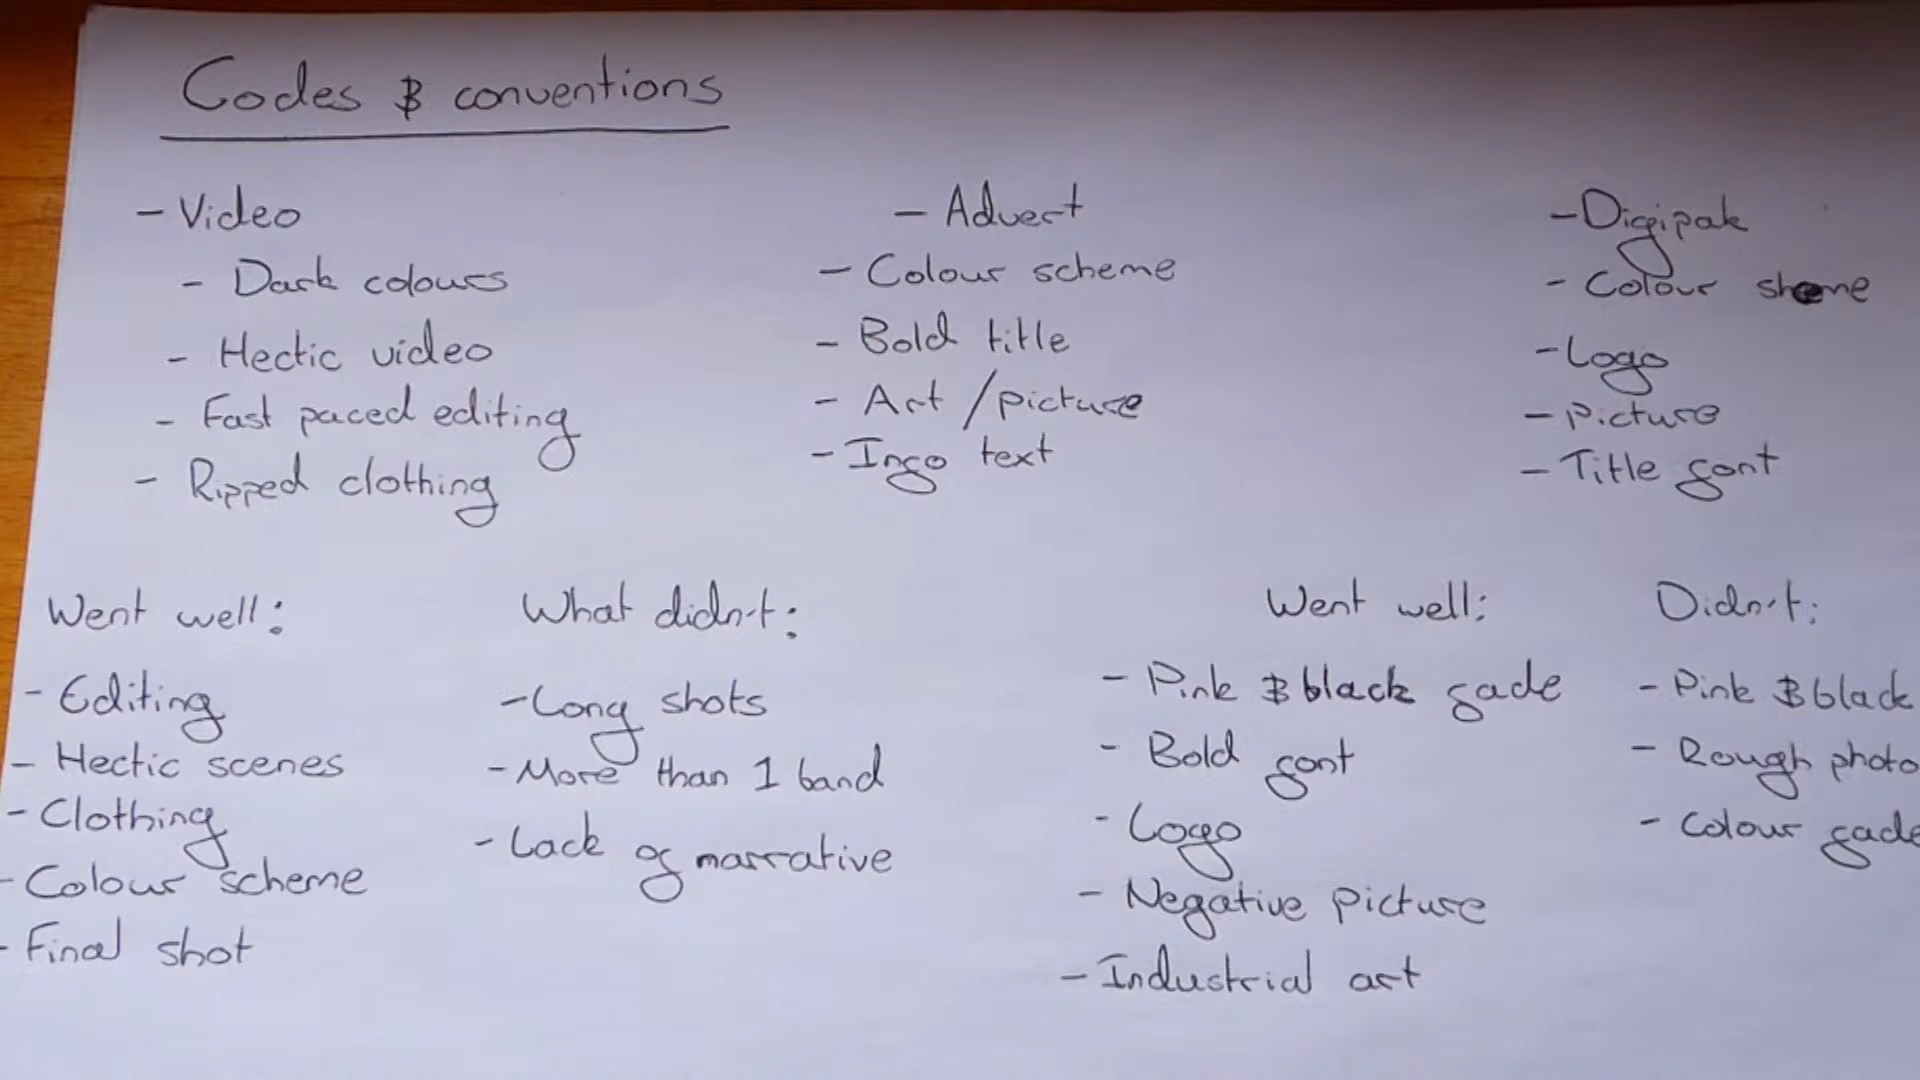 Codes & conventions
- Video
- Dark colours
- Hectic video
- Fast paced editing
- Ripped clothing
- Advert
- Colour scheme
- Bold title
- Art / picture
- Info text
- Digipak
- Colour sheme
- Logo
- Picture
- Title font
Went well:
- Editing
- Hectic scenes
- Clothing
- Colour scheme
- Final shot
What didn't:
- Long shots
- More than 1 band
- Lack of narrative
Went well:
- Pink & black fade
- Bold font
- Logo
- Negative picture
- Industrial art
Didn't:
- Pink & black
- Rough photo
- Colour fade